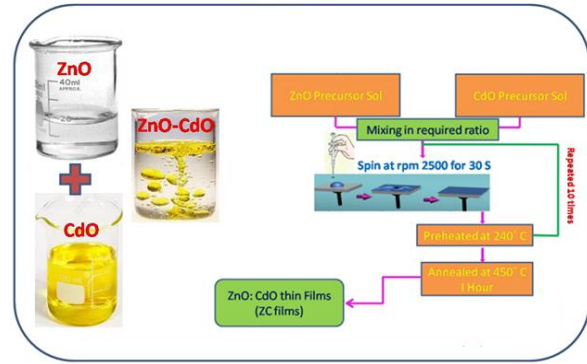 ZnO
40ml
APPROX.
20
ZnO-CdO
CdO
ZnO Precursor Sol
CdO Precursor Sol
Mixing in required ratio
Spin at rpm 2500 for 30 S
Repeated 10 times
Preheated at 240° C
Annealed at 450° C
I Hour
ZnO: CdO thin Films
(ZC films)